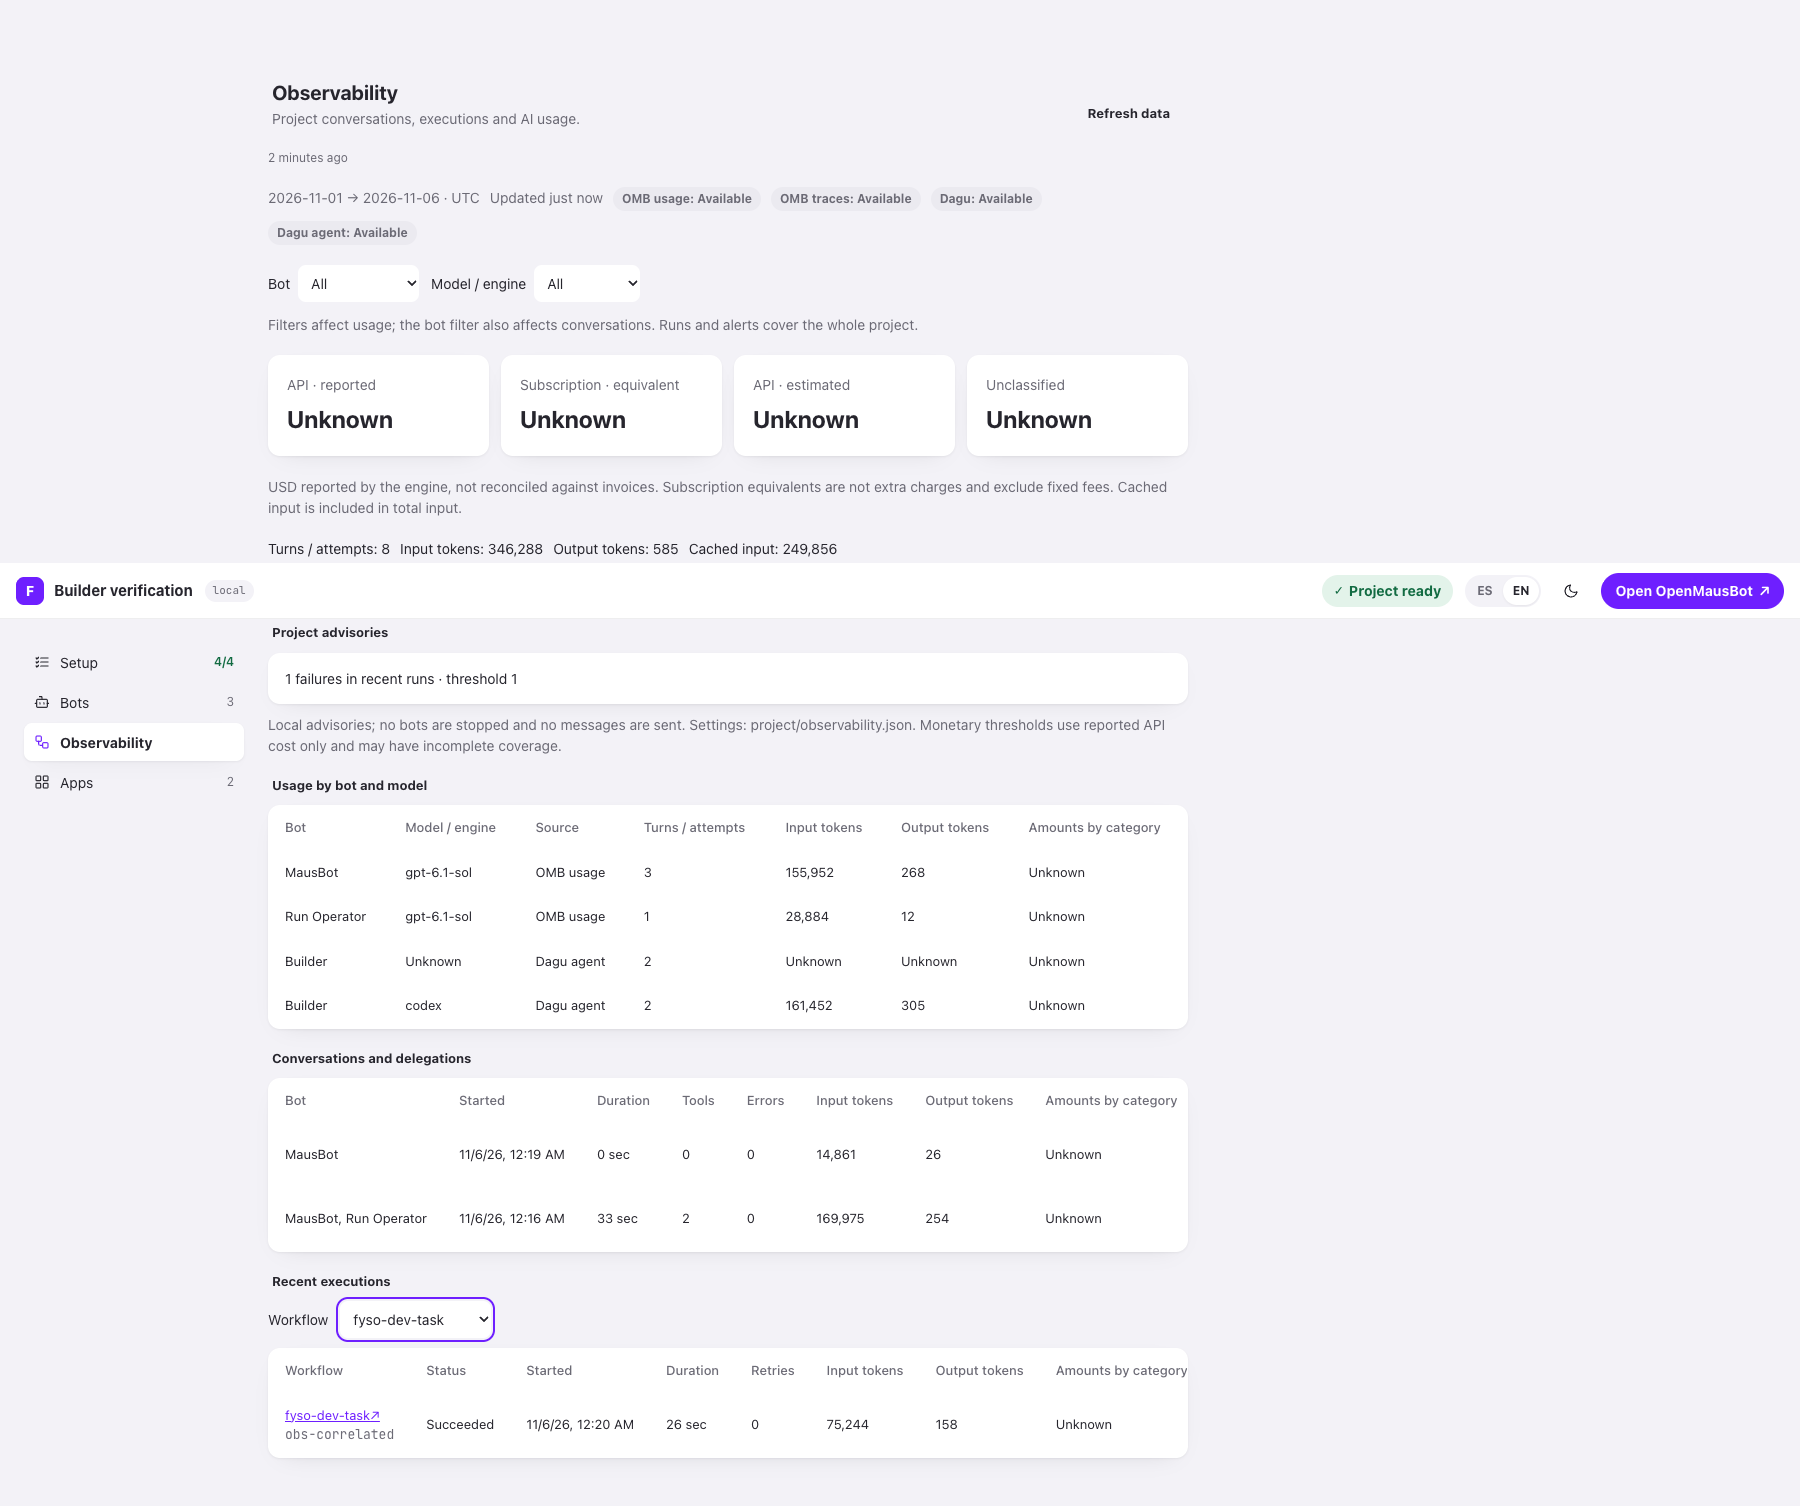 Observability
Project conversations, executions and AI usage.
Refresh data
2 minutes ago
2026-11-01 → 2026-11-06 · UTC Updated just now OMB usage: Available OMB traces: Available Dagu: Available
Dagu agent: Available
Bot All Model / engine All
Filters affect usage; the bot filter also affects conversations. Runs and alerts cover the whole project.
API · reported Subscription · equivalent API · estimated Unclassified
Unknown Unknown Unknown Unknown
USD reported by the engine, not reconciled against invoices. Subscription equivalents are not extra charges and exclude fixed fees. Cached
input is included in total input.
Turns / attempts: 8 Input tokens: 346,288 Output tokens: 585 Cached input: 249,856
F Builder verification local ✓ Project ready ES EN Open OpenMausBot ↗
Setup 4/4
Bots 3
Observability
Apps 2
Project advisories
1 failures in recent runs · threshold 1
Local advisories; no bots are stopped and no messages are sent. Settings: project/observability.json. Monetary thresholds use reported API
cost only and may have incomplete coverage.
Usage by bot and model
Bot Model / engine Source Turns / attempts Input tokens Output tokens Amounts by category
MausBot gpt-6.1-sol OMB usage 3 155,952 268 Unknown
Run Operator gpt-6.1-sol OMB usage 1 28,884 12 Unknown
Builder Unknown Dagu agent 2 Unknown Unknown Unknown
Builder codex Dagu agent 2 161,452 305 Unknown
Conversations and delegations
Bot Started Duration Tools Errors Input tokens Output tokens Amounts by category
MausBot 11/6/26, 12:19 AM 0 sec 0 0 14,861 26 Unknown
MausBot, Run Operator 11/6/26, 12:16 AM 33 sec 2 0 169,975 254 Unknown
Recent executions
Workflow fyso-dev-task
Workflow Status Started Duration Retries Input tokens Output tokens Amounts by category
fyso-dev-task↗ Succeeded 11/6/26, 12:20 AM 26 sec 0 75,244 158 Unknown
obs-correlated